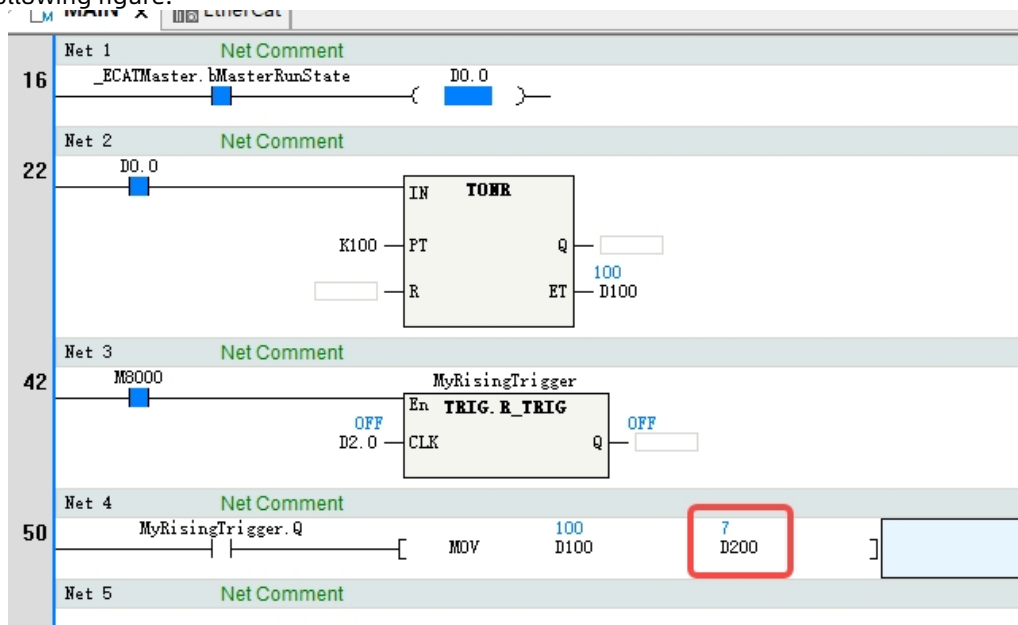 ollowing figure.
MAIN X EtherCat
Net 1 Net Comment
16 _ECATMaster.bMasterRunState D0.0
Net 2 Net Comment
22 D0.0
IN TONR
K100 PT Q
100
R ET D100
Net 3 Net Comment
42 M8000 MyRisingTrigger
En TRIG.R_TRIG
OFF OFF
D2.0 CLK Q
Net 4 Net Comment
50 MyRisingTrigger.Q 100 7
MOV D100 D200
Net 5 Net Comment